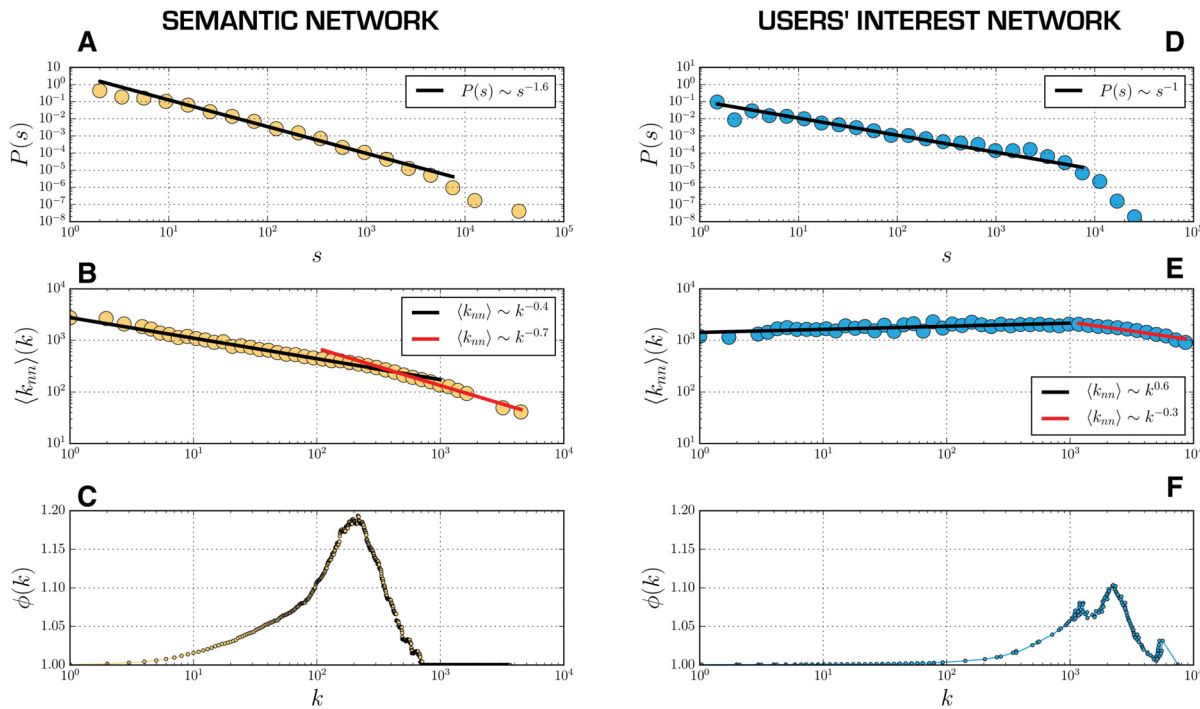 SEMANTIC NETWORK
USERS' INTEREST NETWORK
A
10^1
10^0
10^-1
10^-2
10^-3
10^-4
10^-5
10^-6
10^-7
10^-8
P(s)
P(s) ∼ s^-1.6
10^0 10^1 10^2 10^3 10^4 10^5
s
D
10^1
10^0
10^-1
10^-2
10^-3
10^-4
10^-5
10^-6
10^-7
10^-8
P(s)
P(s) ∼ s^-1
10^0 10^1 10^2 10^3 10^4 10^5
s
B
10^4
10^3
10^2
10^1
⟨k_nn⟩(k)
⟨k_nn⟩ ∼ k^-0.4
⟨k_nn⟩ ∼ k^-0.7
10^0 10^1 10^2 10^3 10^4
E
10^4
10^3
10^2
10^1
⟨k_nn⟩(k)
⟨k_nn⟩ ∼ k^0.6
⟨k_nn⟩ ∼ k^-0.3
10^0 10^1 10^2 10^3 10^4
C
1.20
1.15
1.10
1.05
1.00
ϕ(k)
10^0 10^1 10^2 10^3 10^4
k
F
1.20
1.15
1.10
1.05
1.00
ϕ(k)
10^0 10^1 10^2 10^3 10^4
k